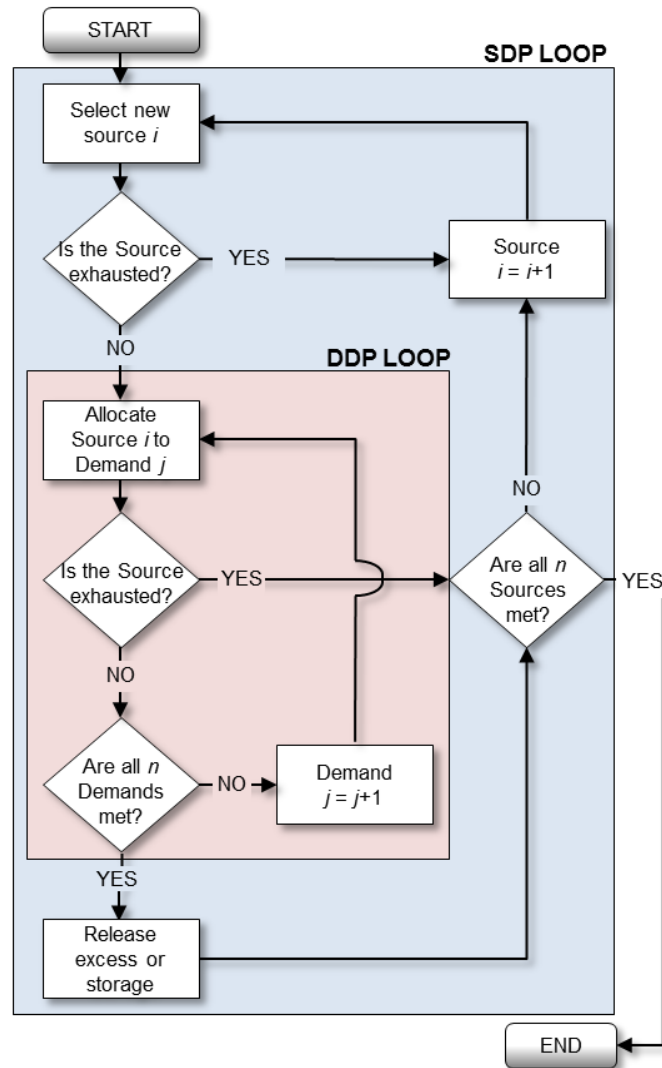 START
SDP LOOP
Select new
source i
Is the Source
exhausted?
YES
Source
i = i+1
NO
DDP LOOP
Allocate
Source i to
Demand j
NO
Is the Source
exhausted?
YES
Are all n
Sources
met?
YES
NO
Are all n
Demands
met?
NO
Demand
j = j+1
YES
Release
excess or
storage
END